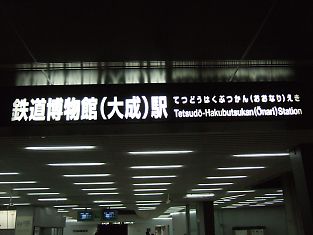 鉄道博物館(大成)駅
てつどうはくぶつかん(おおなり)えき
Tetsudō-Hakubutsukan(Ōnari)Station